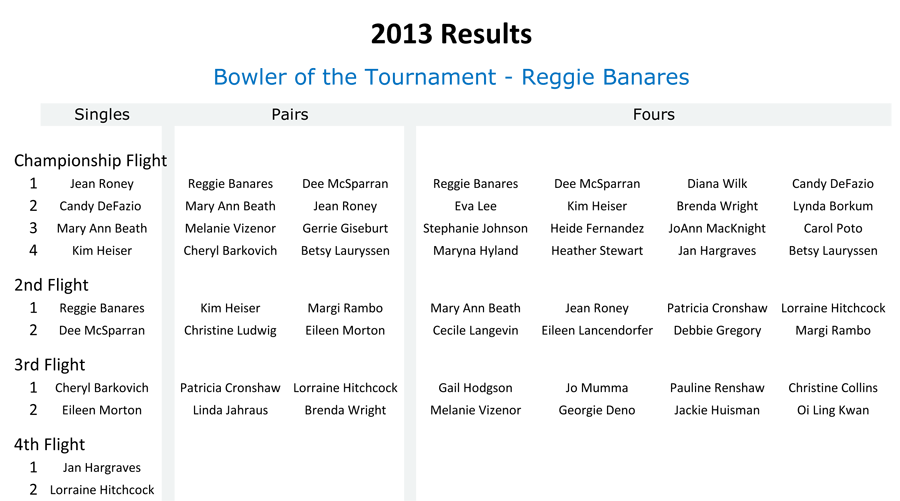 2013 Results
Bowler of the Tournament - Reggie Banares
Singles Pairs Fours
Championship Flight
1 Jean Roney Reggie Banares Dee McSparran Reggie Banares Dee McSparran Diana Wilk Candy DeFazio
2 Candy DeFazio Mary Ann Beath Jean Roney Eva Lee Kim Heiser Brenda Wright Lynda Borkum
3 Mary Ann Beath Melanie Vizenor Gerrie Giseburt Stephanie Johnson Heide Fernandez JoAnn MacKnight Carol Poto
4 Kim Heiser Cheryl Barkovich Betsy Lauryssen Maryna Hyland Heather Stewart Jan Hargraves Betsy Lauryssen
2nd Flight
1 Reggie Banares Kim Heiser Margi Rambo Mary Ann Beath Jean Roney Patricia Cronshaw Lorraine Hitchcock
2 Dee McSparran Christine Ludwig Eileen Morton Cecile Langevin Eileen Lancendorfer Debbie Gregory Margi Rambo
3rd Flight
1 Cheryl Barkovich Patricia Cronshaw Lorraine Hitchcock Gail Hodgson Jo Mumma Pauline Renshaw Christine Collins
2 Eileen Morton Linda Jahraus Brenda Wright Melanie Vizenor Georgie Deno Jackie Huisman Oi Ling Kwan
4th Flight
1 Jan Hargraves
2 Lorraine Hitchcock